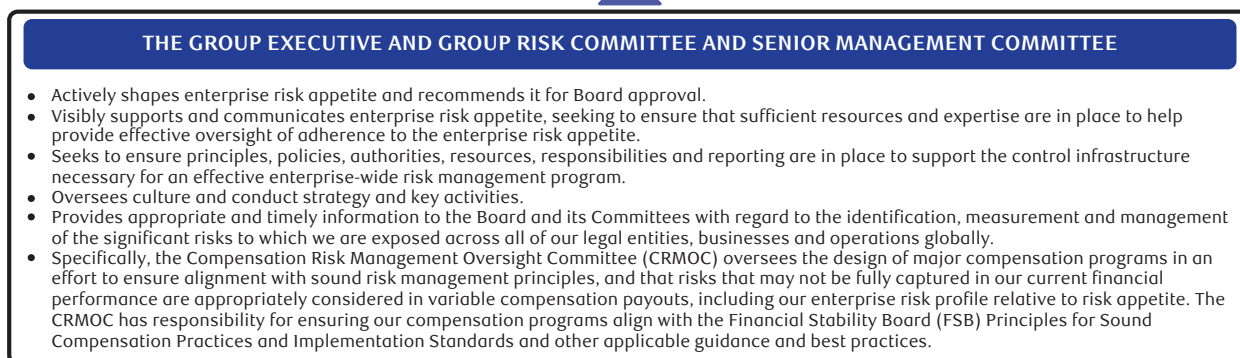 THE GROUP EXECUTIVE AND GROUP RISK COMMITTEE AND SENIOR MANAGEMENT COMMITTEE
• Actively shapes enterprise risk appetite and recommends it for Board approval.
• Visibly supports and communicates enterprise risk appetite, seeking to ensure that sufficient resources and expertise are in place to help
provide effective oversight of adherence to the enterprise risk appetite.
• Seeks to ensure principles, policies, authorities, resources, responsibilities and reporting are in place to support the control infrastructure
necessary for an effective enterprise-wide risk management program.
• Oversees culture and conduct strategy and key activities.
• Provides appropriate and timely information to the Board and its Committees with regard to the identification, measurement and management
of the significant risks to which we are exposed across all of our legal entities, businesses and operations globally.
• Specifically, the Compensation Risk Management Oversight Committee (CRMOC) oversees the design of major compensation programs in an
effort to ensure alignment with sound risk management principles, and that risks that may not be fully captured in our current financial
performance are appropriately considered in variable compensation payouts, including our enterprise risk profile relative to risk appetite. The
CRMOC has responsibility for ensuring our compensation programs align with the Financial Stability Board (FSB) Principles for Sound
Compensation Practices and Implementation Standards and other applicable guidance and best practices.